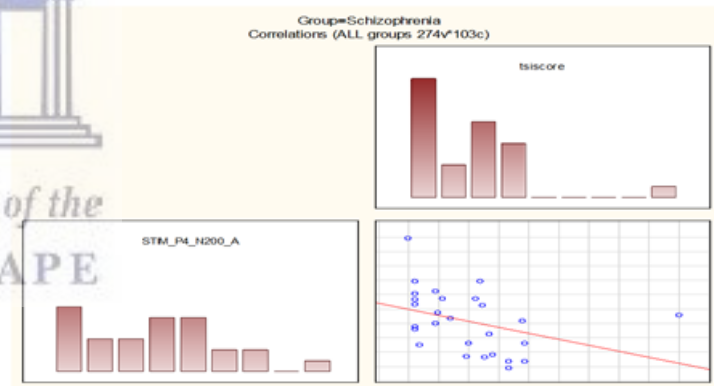 Group=Schizophrenia
Correlations (ALL groups 274v*103c)
tsiscore
of the
STIM_P4_N200_A
APE